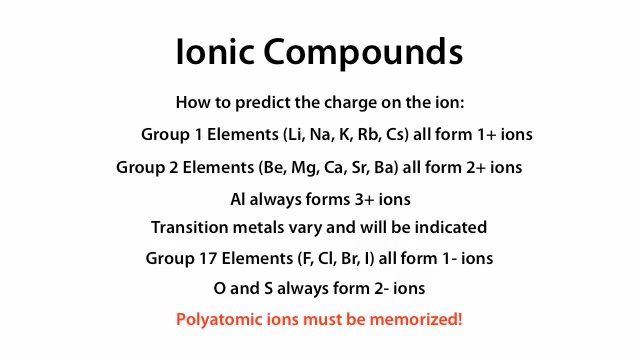 Ionic Compounds
How to predict the charge on the ion:
Group 1 Elements (Li, Na, K, Rb, Cs) all form 1+ ions
Group 2 Elements (Be, Mg, Ca, Sr, Ba) all form 2+ ions
Al always forms 3+ ions
Transition metals vary and will be indicated
Group 17 Elements (F, Cl, Br, I) all form 1- ions
O and S always form 2- ions
Polyatomic ions must be memorized!